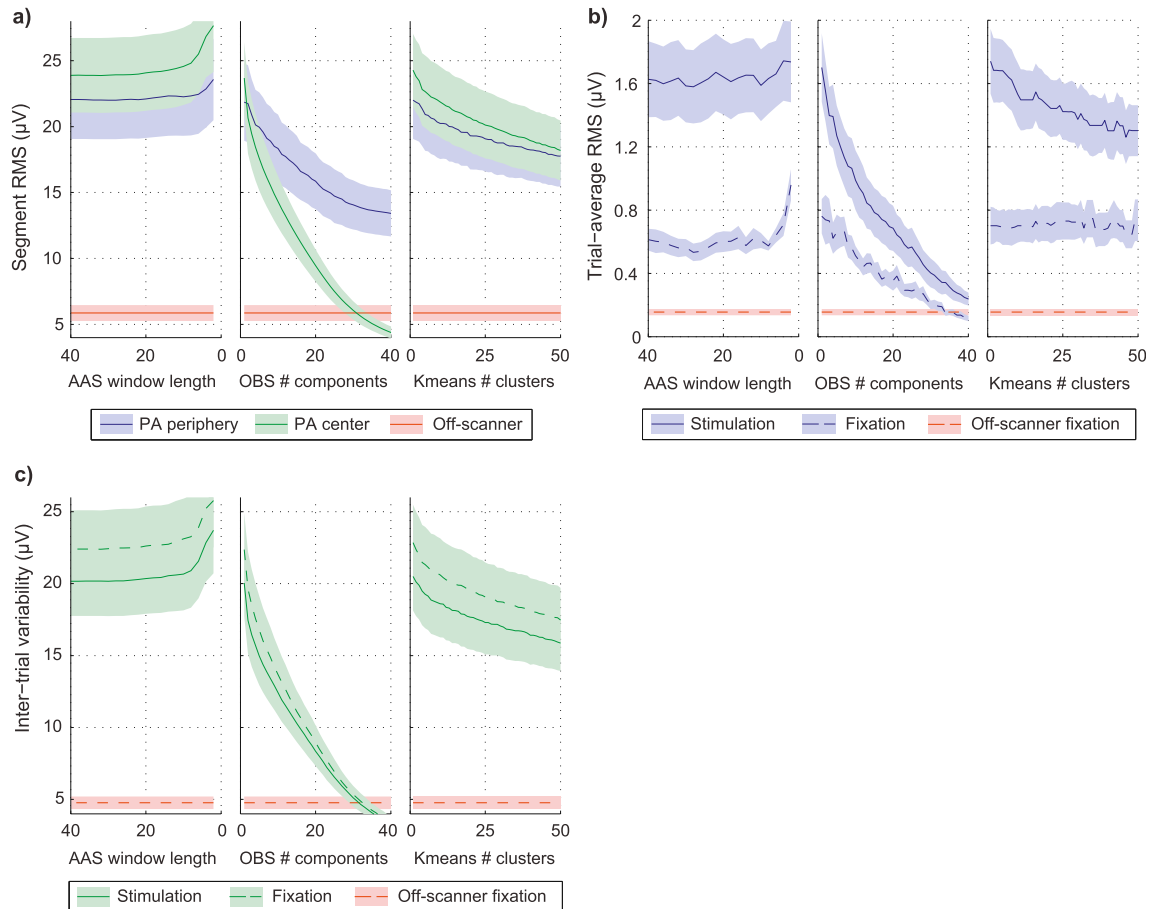 a)
Segment RMS (µV)
25
20
15
10
5
40 20 0 0 20 40 0 25 50
AAS window length OBS # components Kmeans # clusters
PA periphery PA center Off-scanner
b)
Trial−average RMS (µV)
2
1.6
1.2
0.8
0.4
0
40 20 0 0 20 40 0 25 50
AAS window length OBS # components Kmeans # clusters
Stimulation Fixation Off-scanner fixation
c)
Inter−trial variability (µV)
25
20
15
10
5
40 20 0 0 20 40 0 25 50
AAS window length OBS # components Kmeans # clusters
Stimulation Fixation Off-scanner fixation